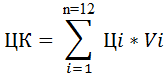 n=12
ЦК = ∑ Цi * Vi
i=1